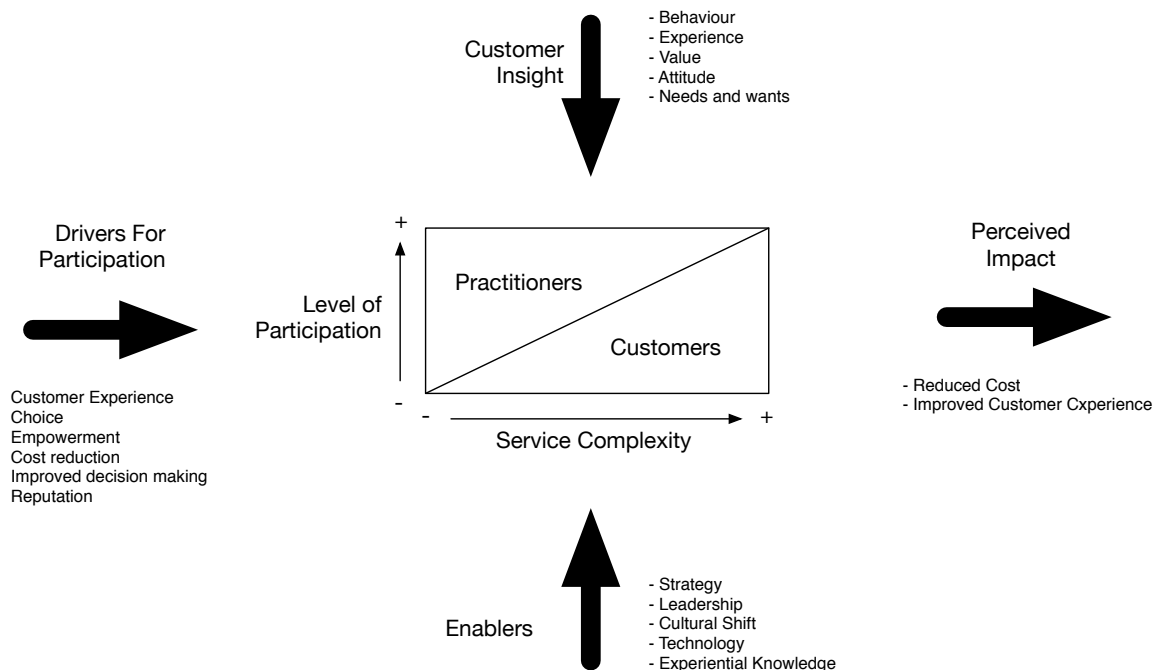 Customer
Insight
- Behaviour
- Experience
- Value
- Attitude
- Needs and wants
Drivers For
Participation
Customer Experience
Choice
Empowerment
Cost reduction
Improved decision making
Reputation
+
Level of
Participation
-
Practitioners
Customers
- +
Service Complexity
Perceived
Impact
- Reduced Cost
- Improved Customer Cxperience
Enablers
- Strategy
- Leadership
- Cultural Shift
- Technology
- Experiential Knowledge